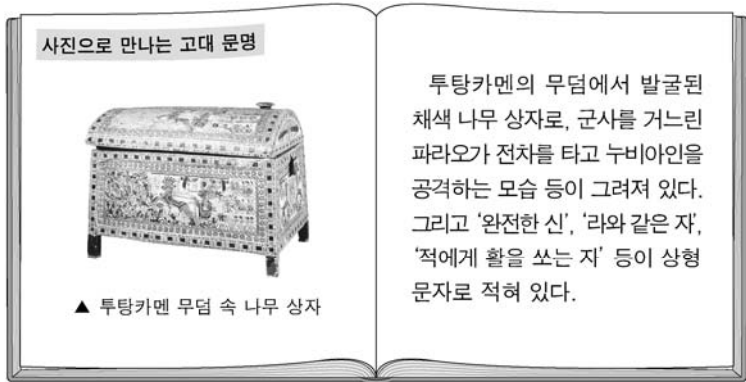 사진으로 만나는 고대 문명
▲ 투탕카멘 무덤 속 나무 상자
투탕카멘의 무덤에서 발굴된
채색 나무 상자로, 군사를 거느린
파라오가 전차를 타고 누비아인을
공격하는 모습 등이 그려져 있다.
그리고 ‘완전한 신’, ‘라와 같은 자’,
‘적에게 활을 쏘는 자’ 등이 상형
문자로 적혀 있다.